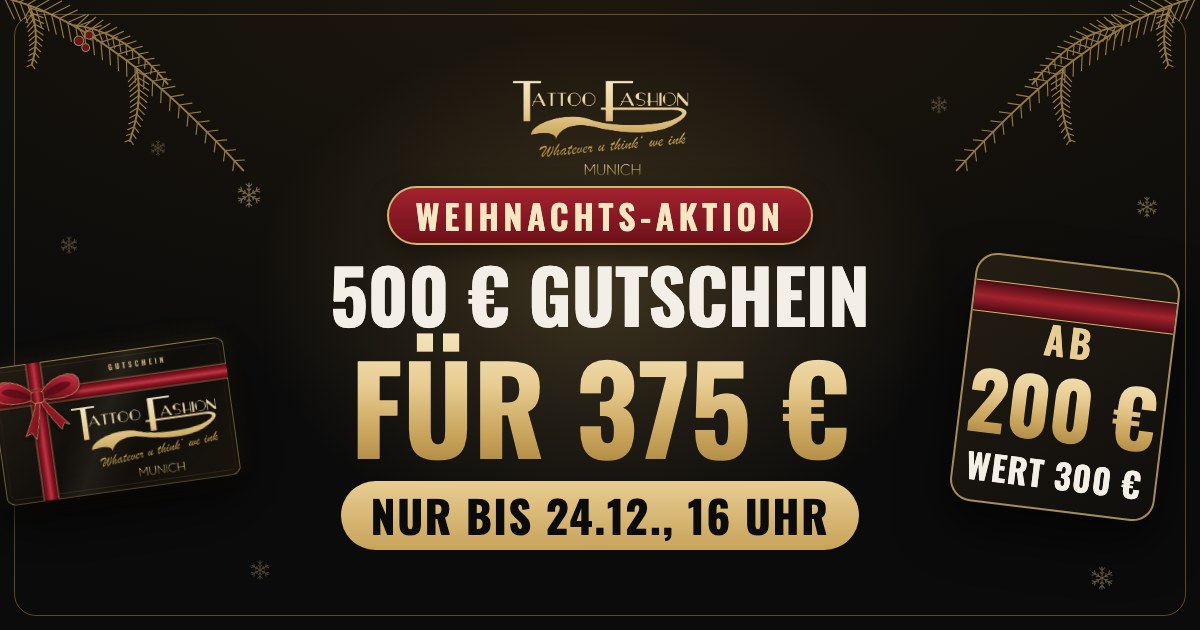 TATTOO FASHION
Whatever u think' we ink
MUNICH
WEIHNACHTS-AKTION
500 € GUTSCHEIN
FÜR 375 €
NUR BIS 24.12., 16 UHR
GUTSCHEIN
TATTOO FASHION
Whatever u think' we ink
MUNICH
AB
200 €
WERT 300 €